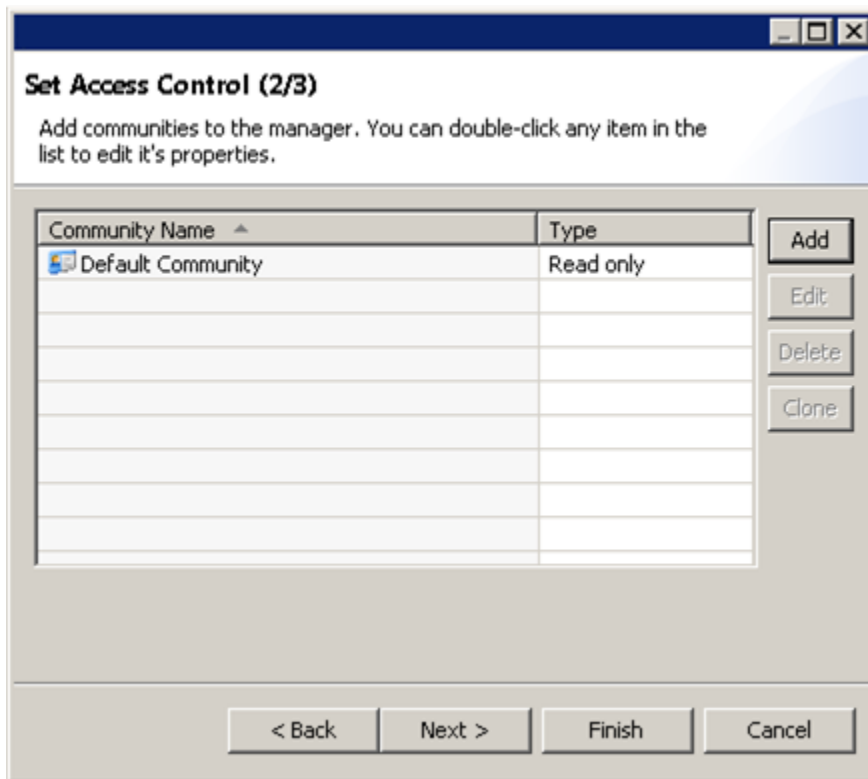 Set Access Control (2/3)
Add communities to the manager. You can double-click any item in the
list to edit it's properties.
Community Name Type
Default Community Read only
Add
Edit
Delete
Clone
< Back Next > Finish Cancel